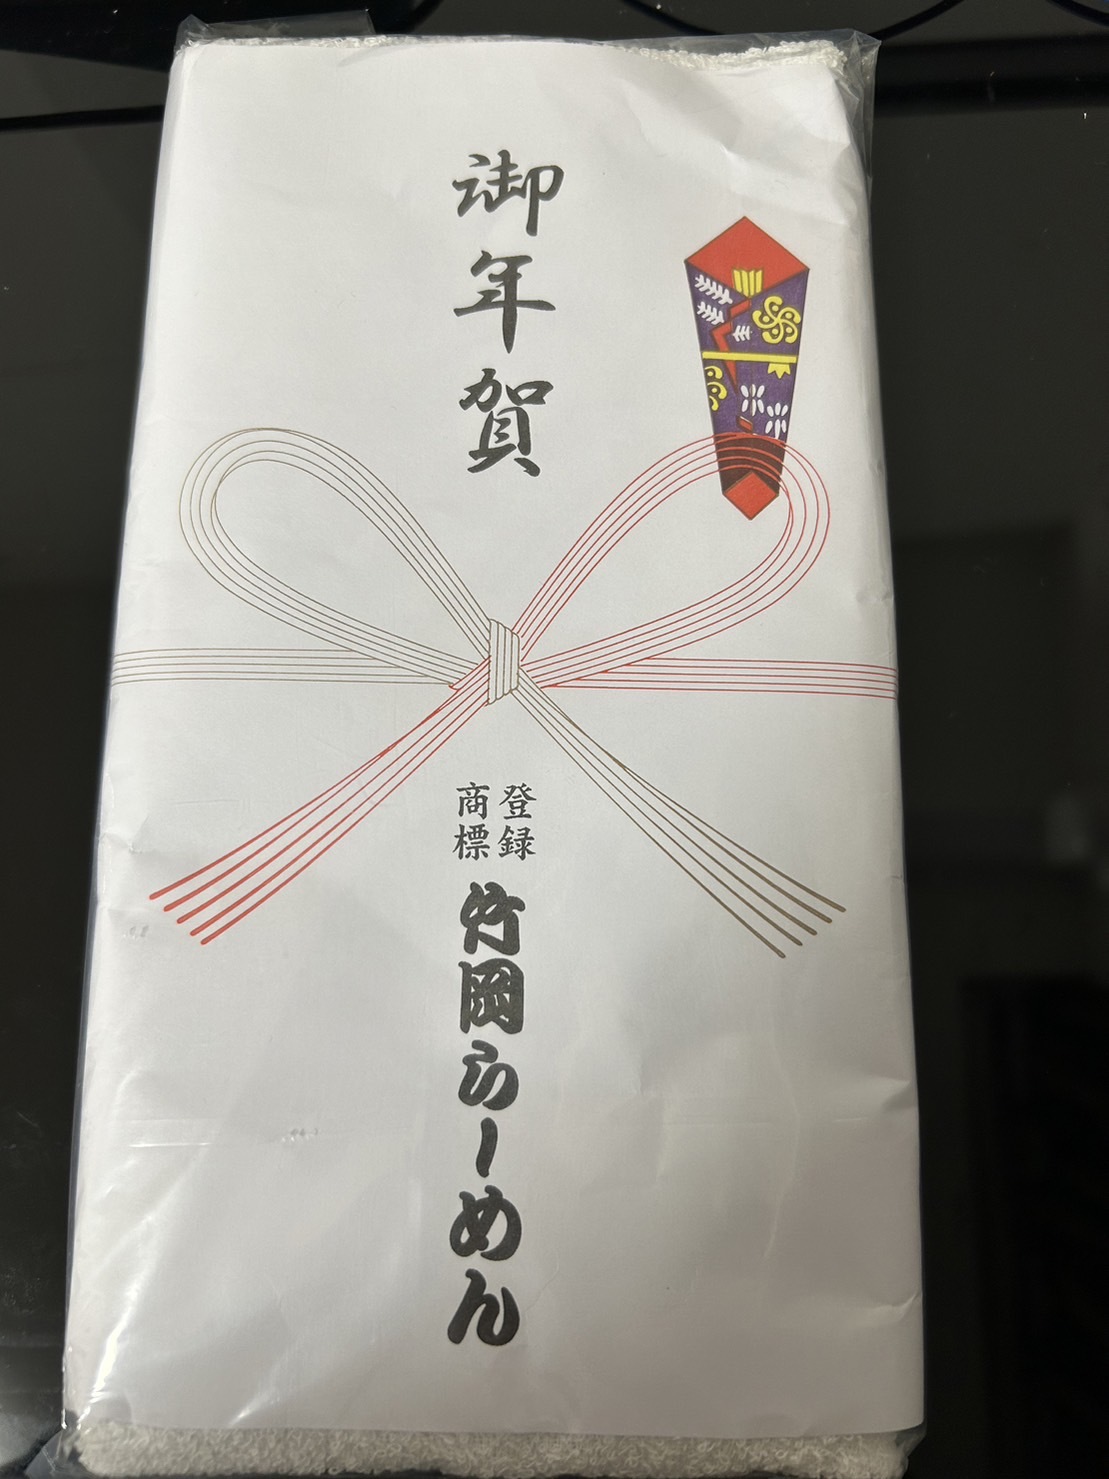 御年賀
登録
商標
竹岡らーめん